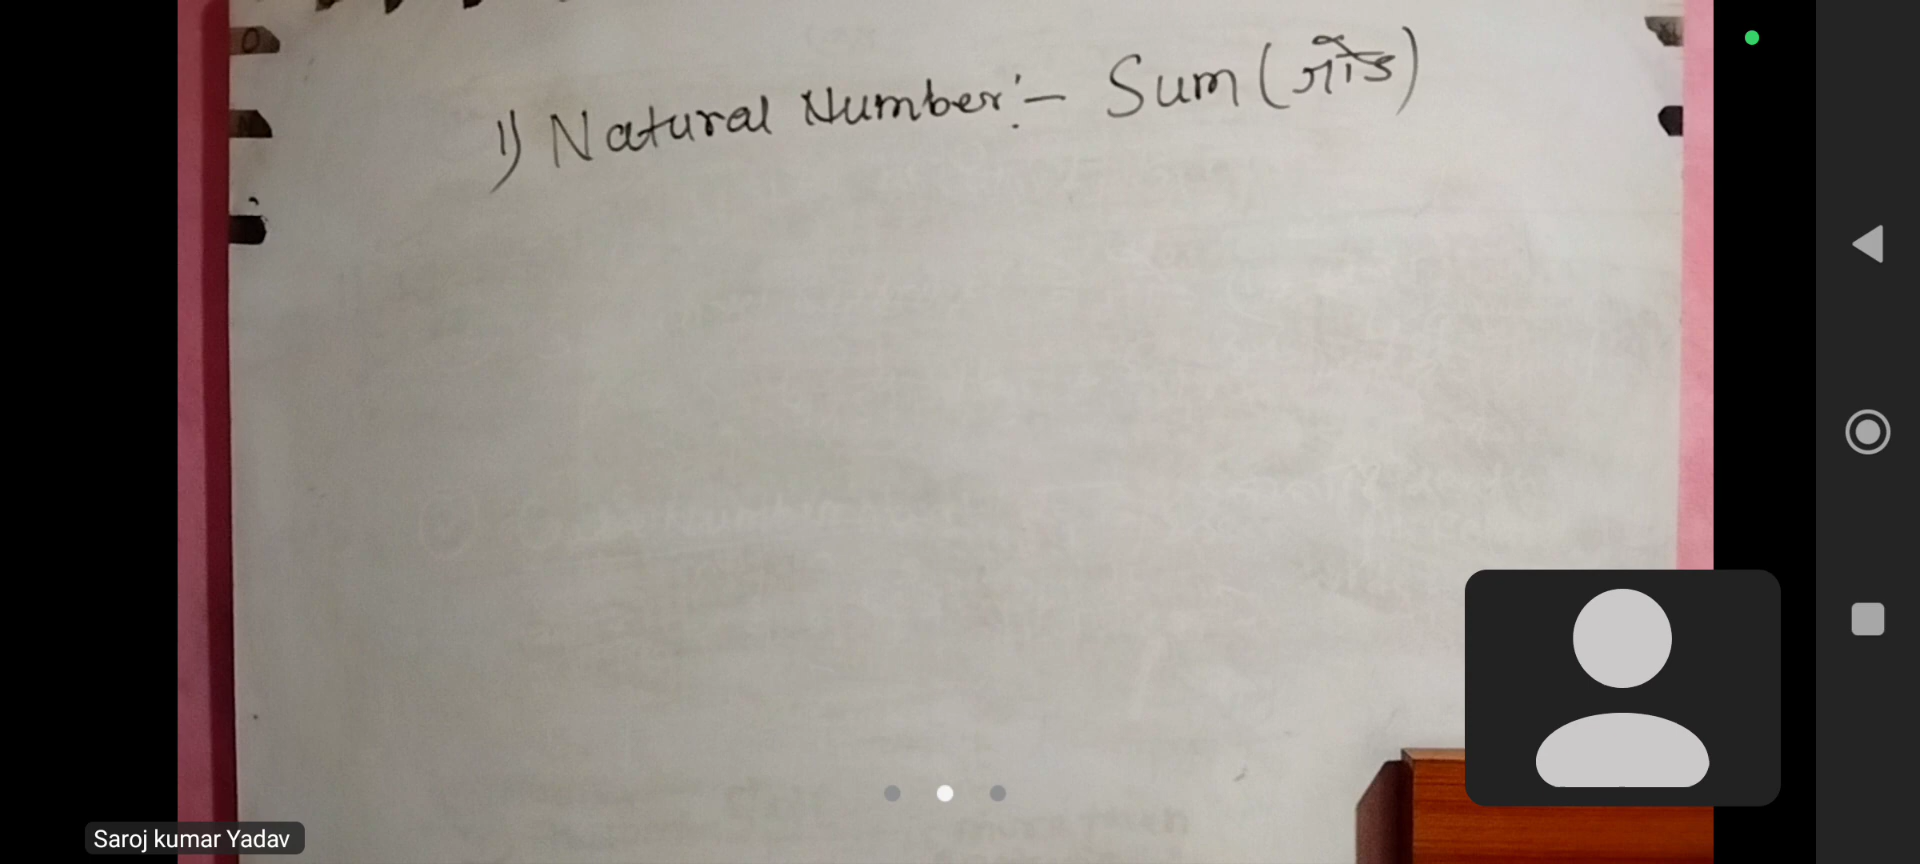 1) Natural Number :- Sum (जोड़)
Saroj kumar Yadav